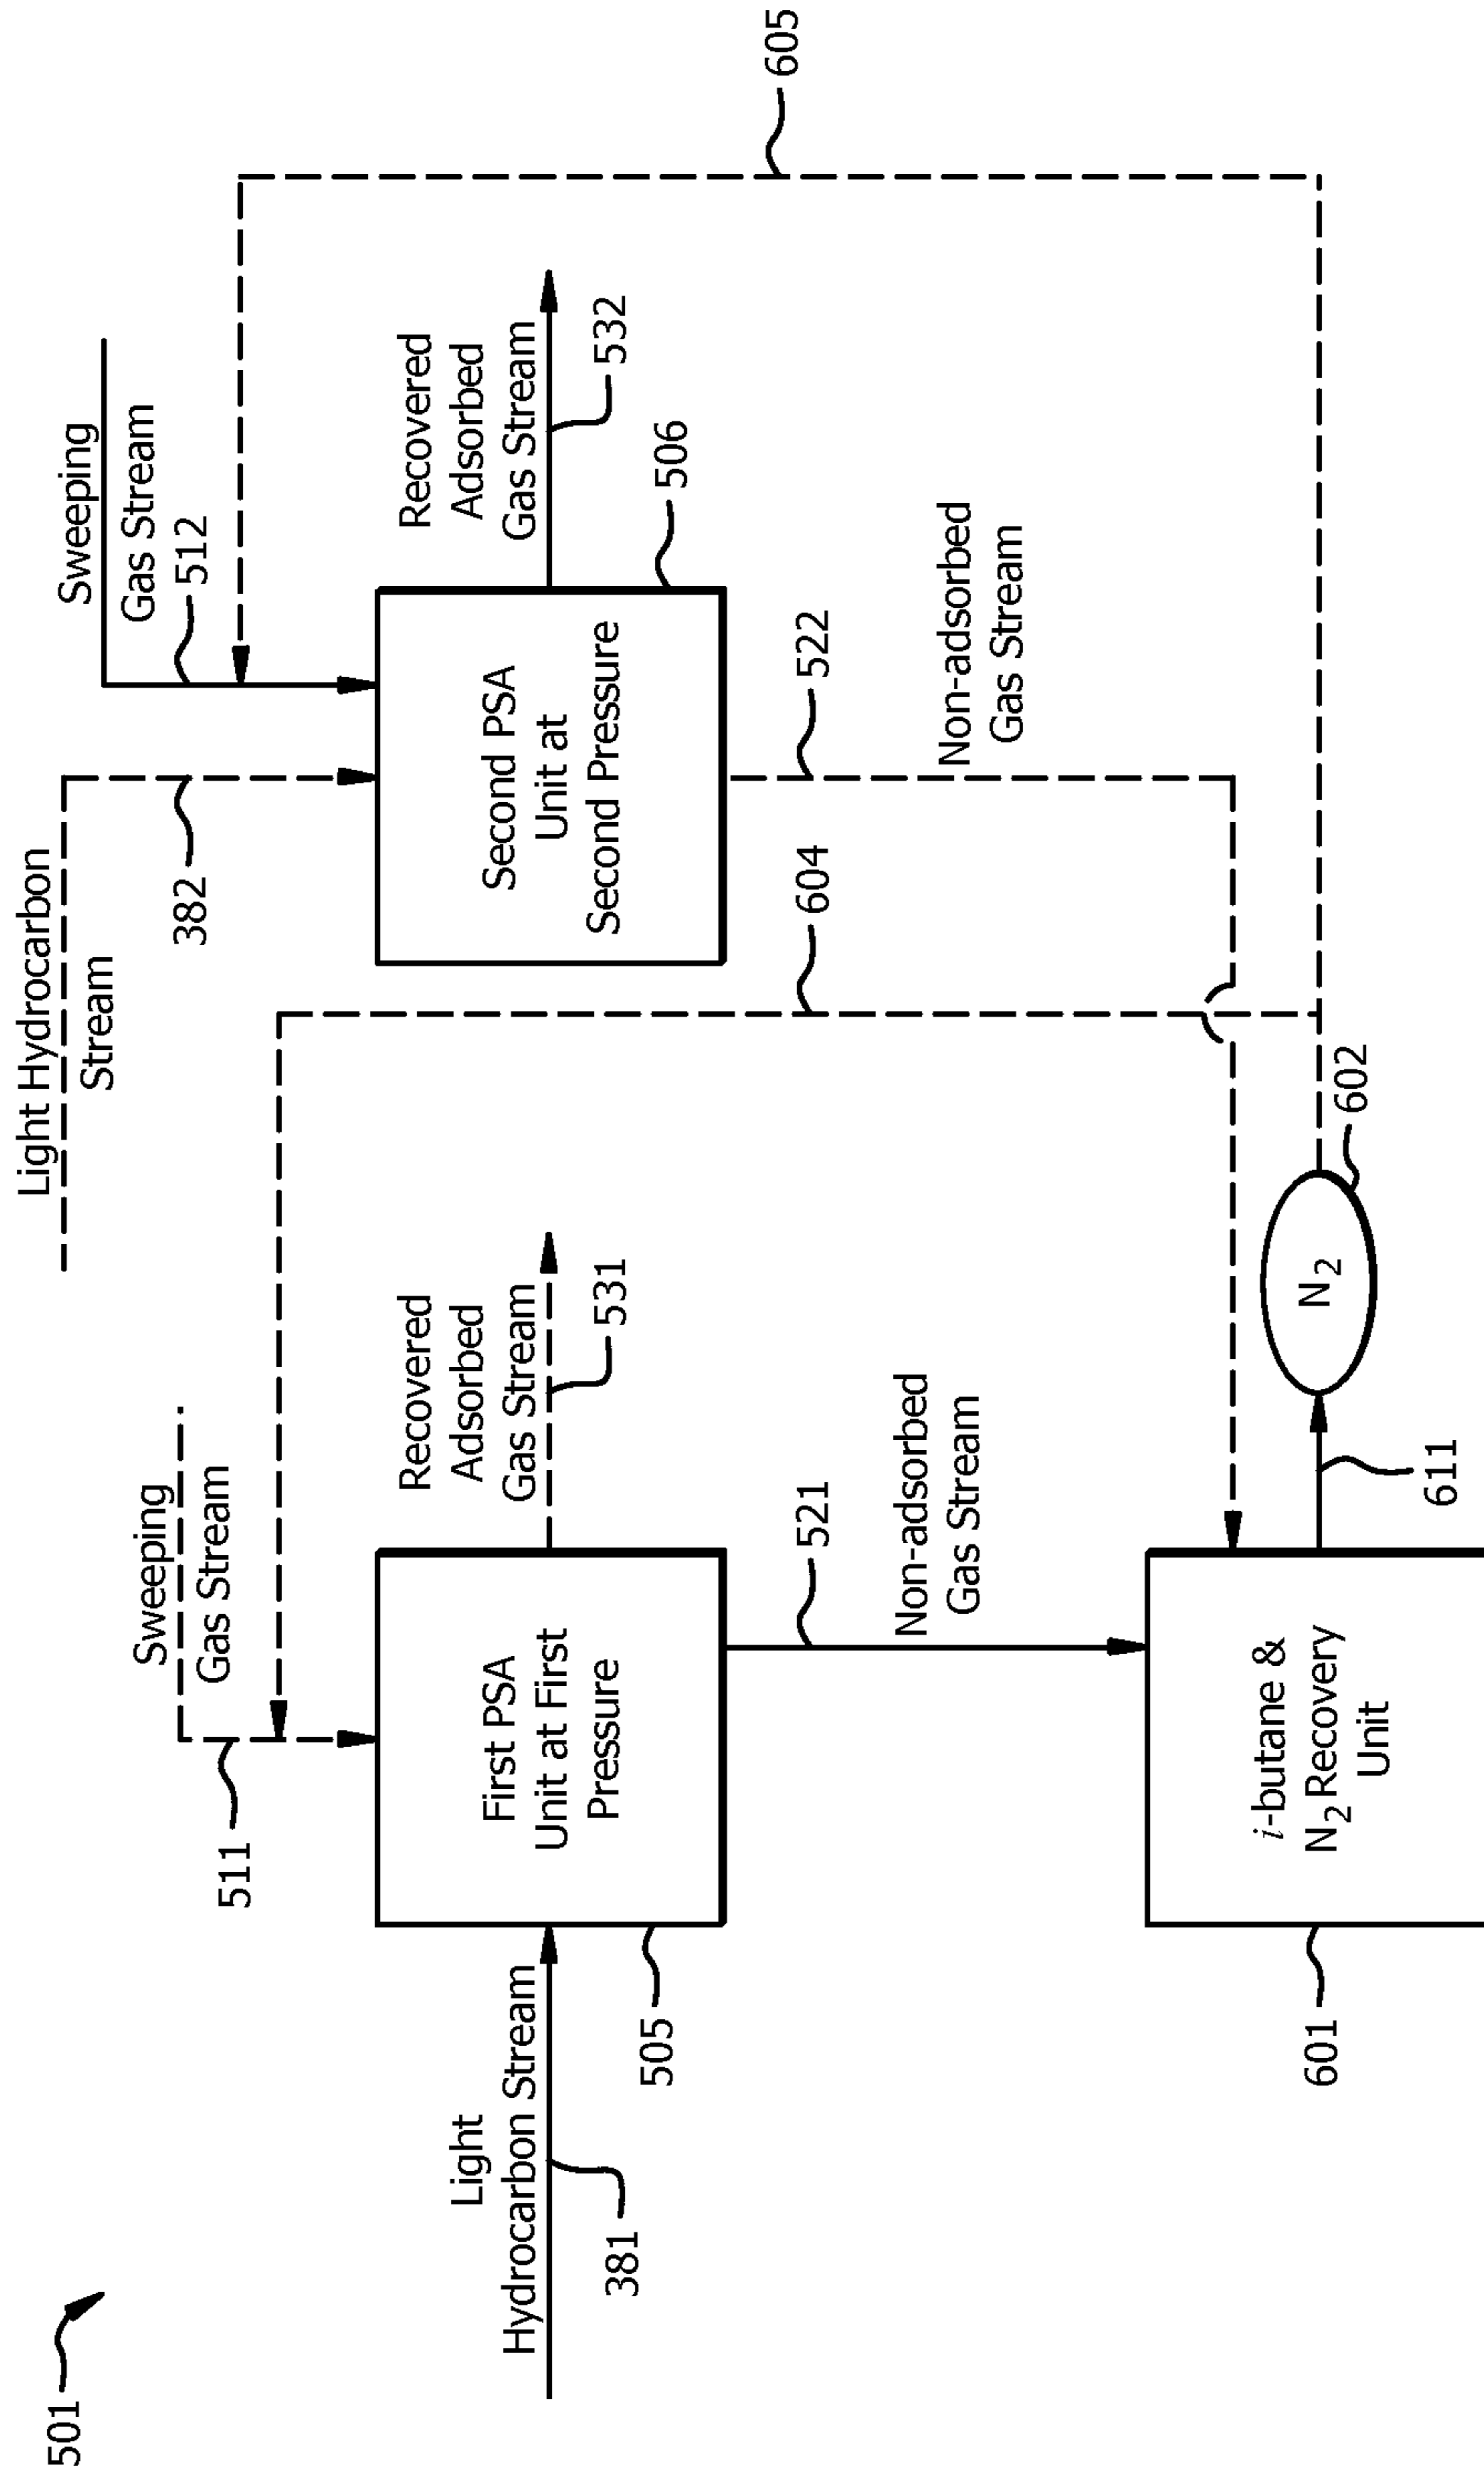 501
Light Hydrocarbon
Stream
382
Sweeping
Gas Stream
512
Sweeping
Gas Stream
511
605
Light
Hydrocarbon Stream
381
First PSA
Unit at First
Pressure
505
Recovered
Adsorbed
Gas Stream
531
Second PSA
Unit at
Second Pressure
506
Recovered
Adsorbed
Gas Stream
532
521
Non-adsorbed
Gas Stream
604
522
Non-adsorbed
Gas Stream
i-butane &
N2 Recovery
Unit
601
611
N2
602